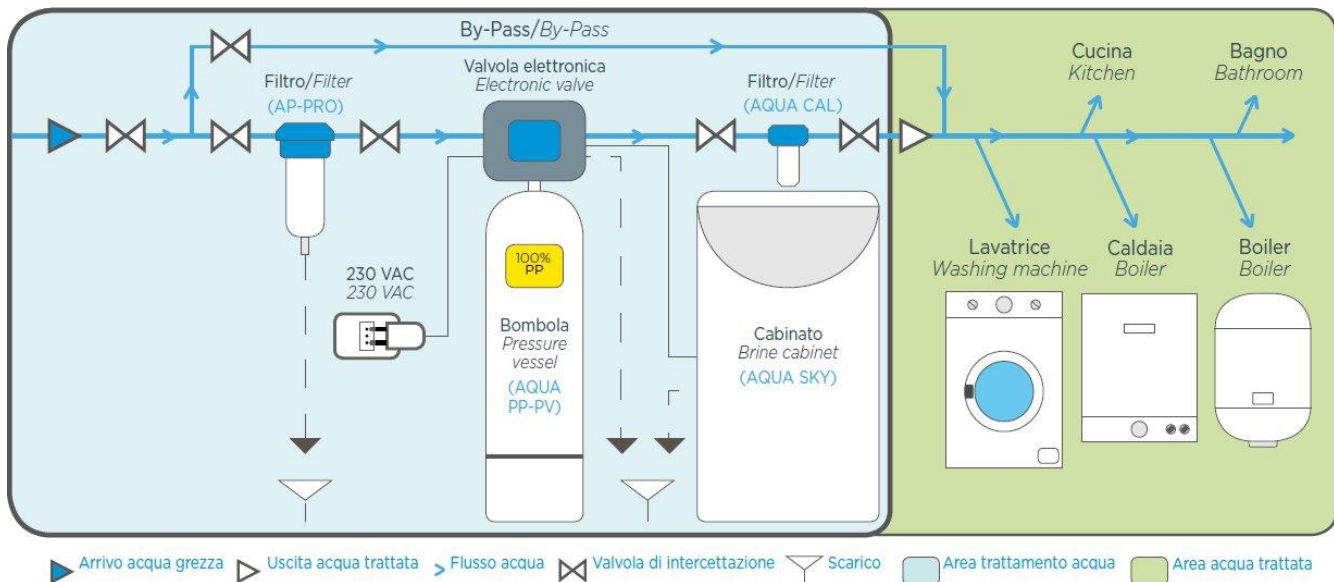 By-Pass/By-Pass
Cucina
Kitchen
Bagno
Bathroom
Filtro/Filter
(AP-PRO)
Valvola elettronica
Electronic valve
Filtro/Filter
(AQUA CAL)
230 VAC
230 VAC
100%
PP
Bombola
Pressure
vessel
(AQUA
PP-PV)
Cabinato
Brine cabinet
(AQUA SKY)
Lavatrice
Washing machine
Caldaia
Boiler
Boiler
Boiler
Arrivo acqua grezza
Uscita acqua trattata
Flusso acqua
Valvola di intercettazione
Scarico
Area trattamento acqua
Area acqua trattata